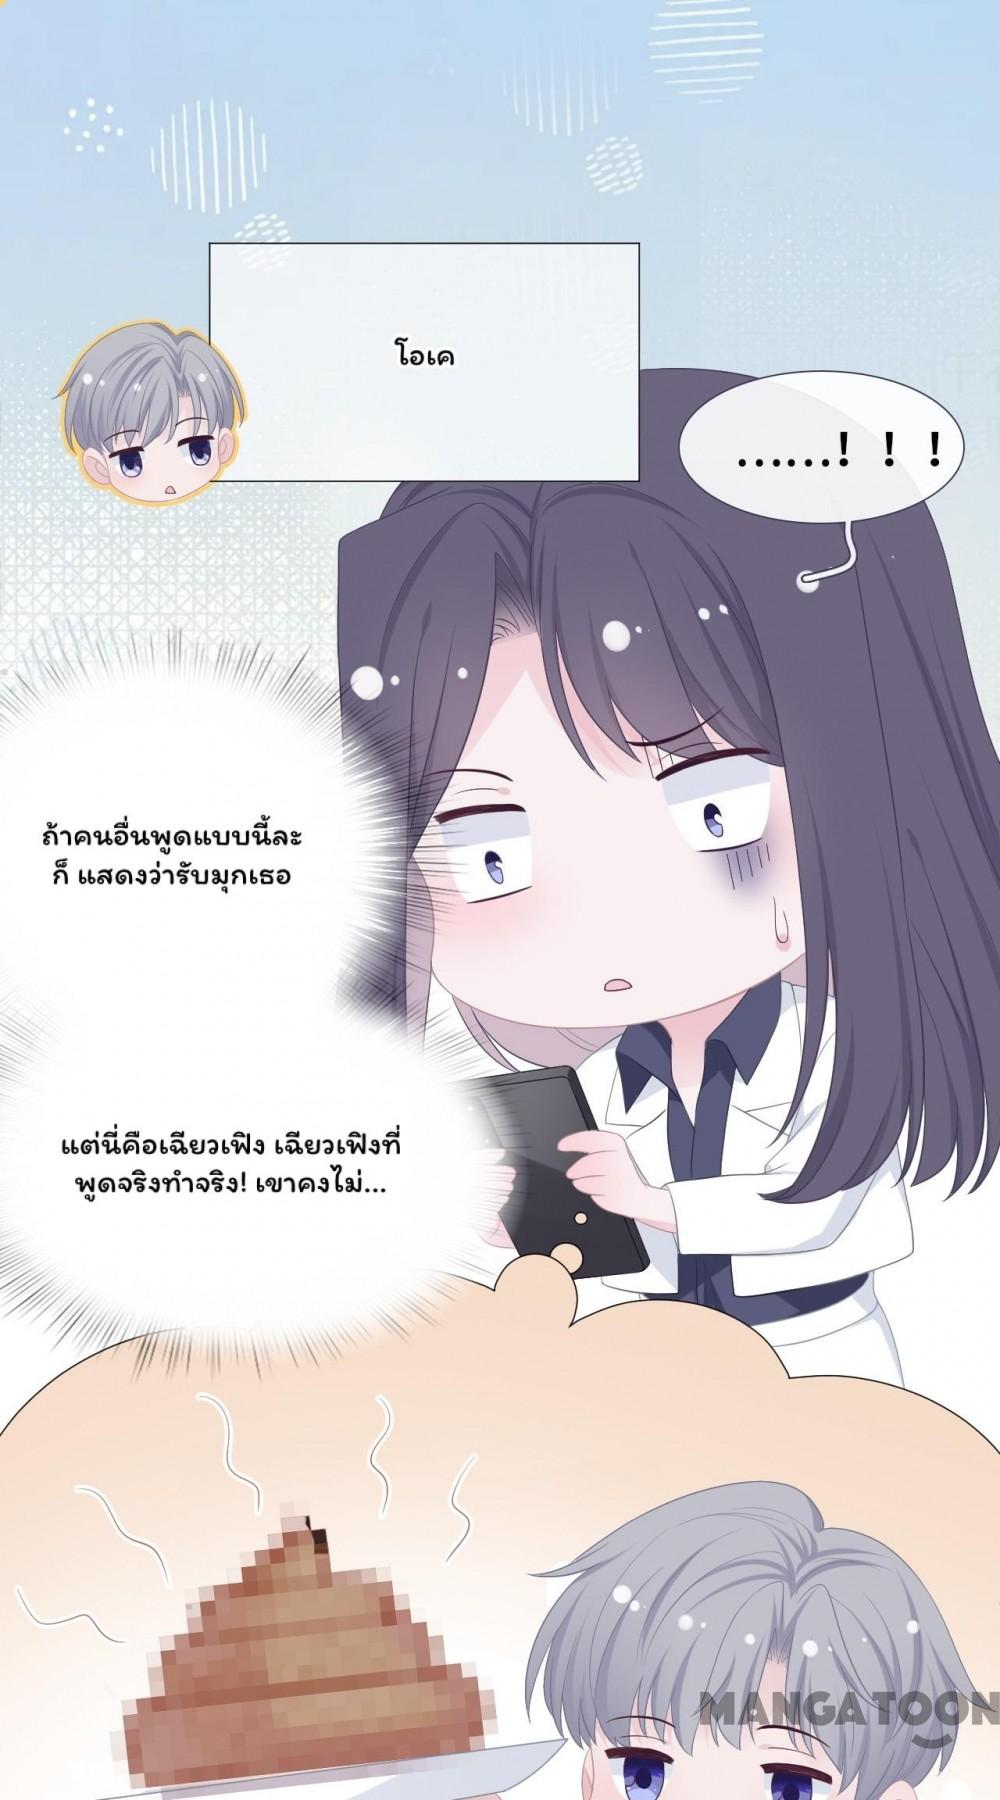 โอเค
......! ! !
ถ้าคนอื่นพูดแบบนี้ละ
ก็ แสดงว่ารับมุกเธอ
แต่นี่คือเฉียวเฟิง เฉียวเฟิงที่
พูดจริงทำจริง! เขาคงไม่...
MANGATOON